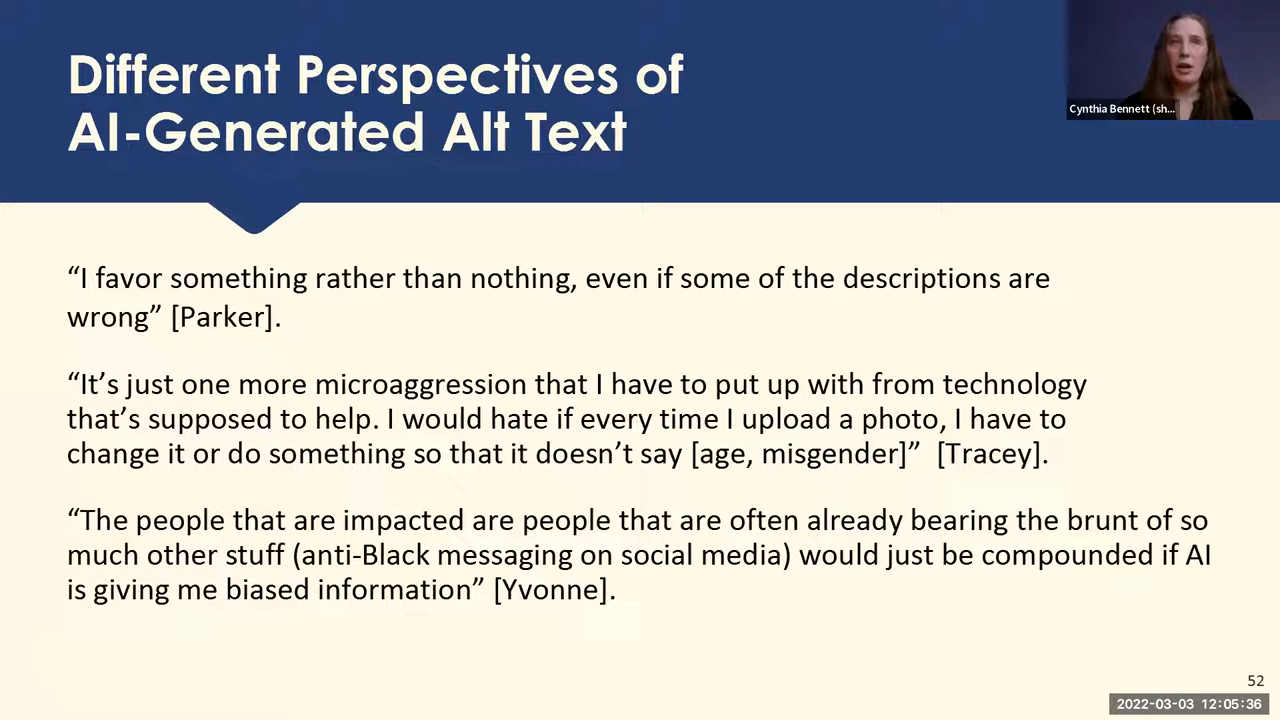 Different Perspectives of
AI-Generated Alt Text
Cynthia Bennett (sh...
“I favor something rather than nothing, even if some of the descriptions are
wrong” [Parker].
“It’s just one more microaggression that I have to put up with from technology
that’s supposed to help. I would hate if every time I upload a photo, I have to
change it or do something so that it doesn’t say [age, misgender]”  [Tracey].
“The people that are impacted are people that are often already bearing the brunt of so
much other stuff (anti-Black messaging on social media) would just be compounded if AI
is giving me biased information” [Yvonne].
52
2022-03-03 12:05:36